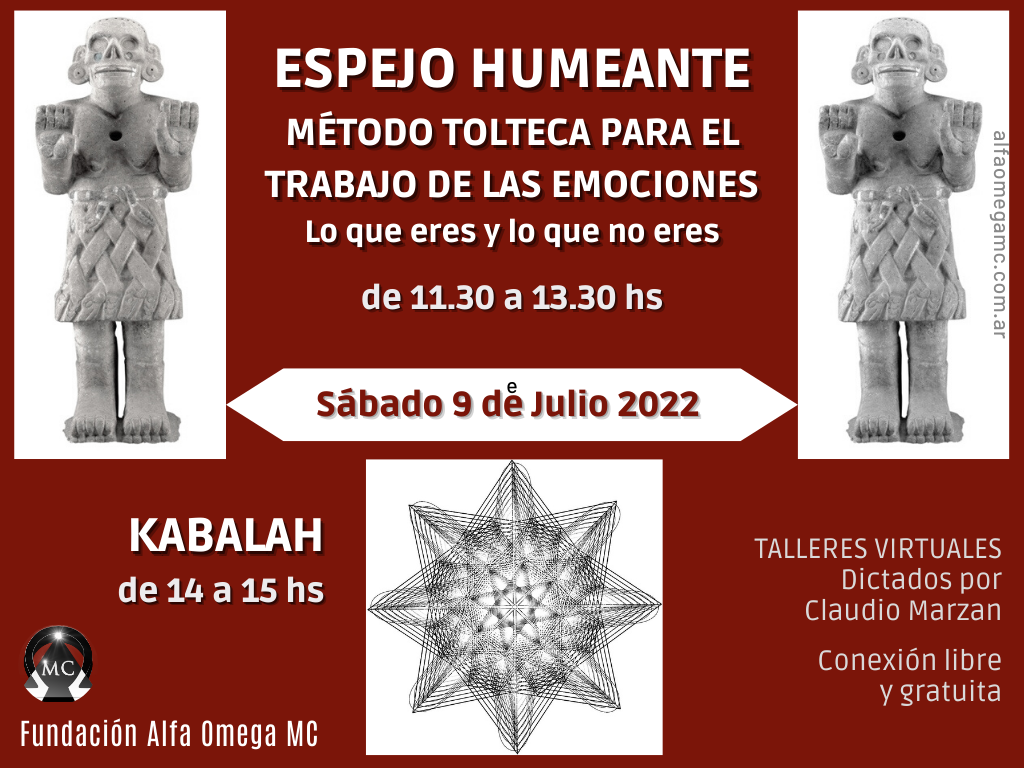 ESPEJO HUMEANTE
MÉTODO TOLTECA PARA EL
TRABAJO DE LAS EMOCIONES
Lo que eres y lo que no eres
de 11.30 a 13.30 hs
alfaomegamc.com.ar
e
Sábado 9 de Julio 2022
KABALAH
de 14 a 15 hs
MC
Fundación Alfa Omega MC
TALLERES VIRTUALES
Dictados por
Claudio Marzan
Conexión libre
y gratuita